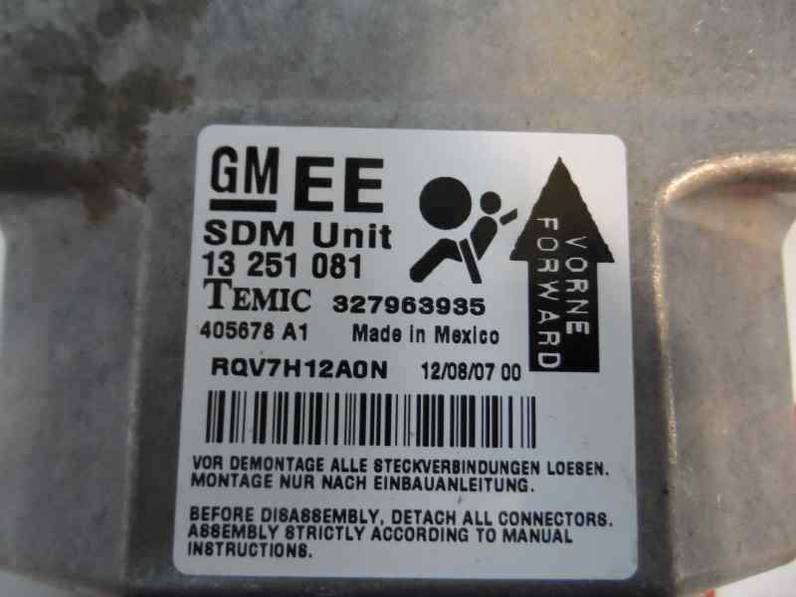 GM EE
SDM Unit
13 251 081
TEMIC 327963935
405678 A1 Made in Mexico
RQV7H12A0N 12/08/07 00
VORNE
FORWARD
VOR DEMONTAGE ALLE STECKVERBINDUNGEN LOESEN.
MONTAGE NUR NACH EINBAUANLEITUNG.
BEFORE DISASSEMBLY, DETACH ALL CONNECTORS.
ASSEMBLY STRICTLY ACCORDING TO MANUAL
INSTRUCTIONS.